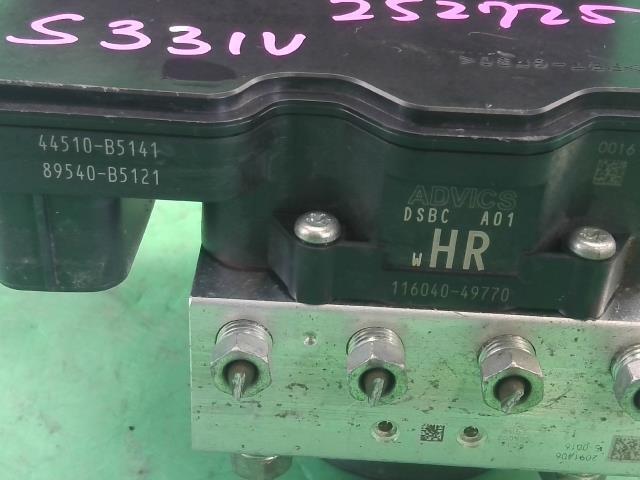 252725
S331V
44510-B5141
89540-B5121
0016
ADVICS
DSBC A01
wHR
116040-49770